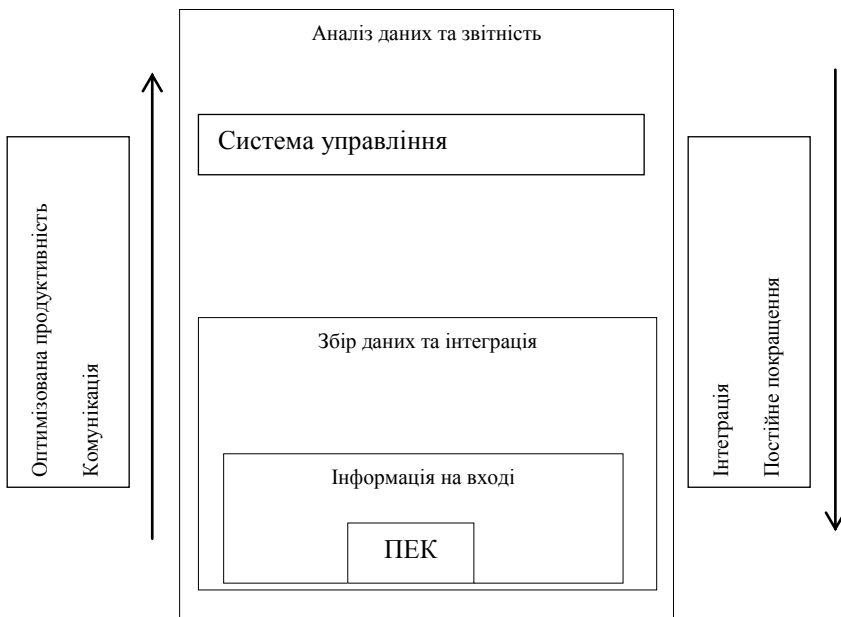 Аналіз даних та звітність
Система управління
Оптимізована продуктивність
Комунікація
Збір даних та інтеграція
Інформація на вході
ПЕК
Інтеграція
Постійне покращення